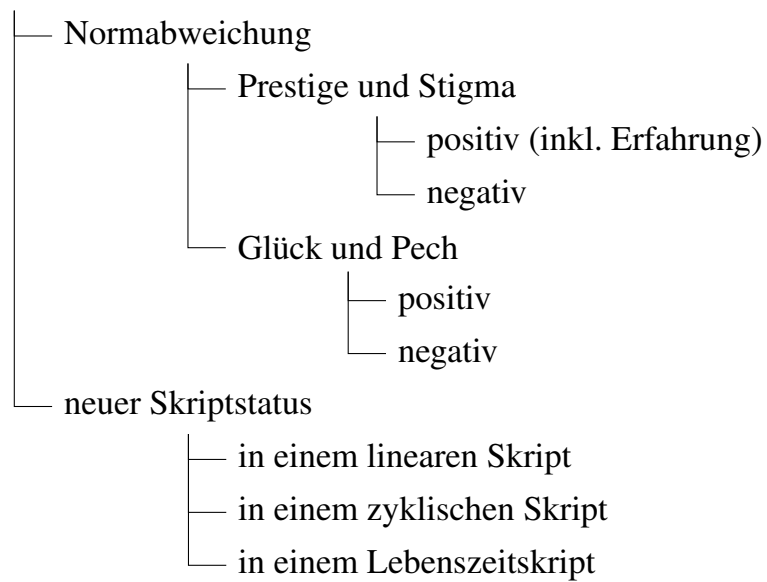 Normabweichung
Prestige und Stigma
positiv (inkl. Erfahrung)
negativ
Glück und Pech
positiv
negativ
neuer Skriptstatus
in einem linearen Skript
in einem zyklischen Skript
in einem Lebenszeitskript